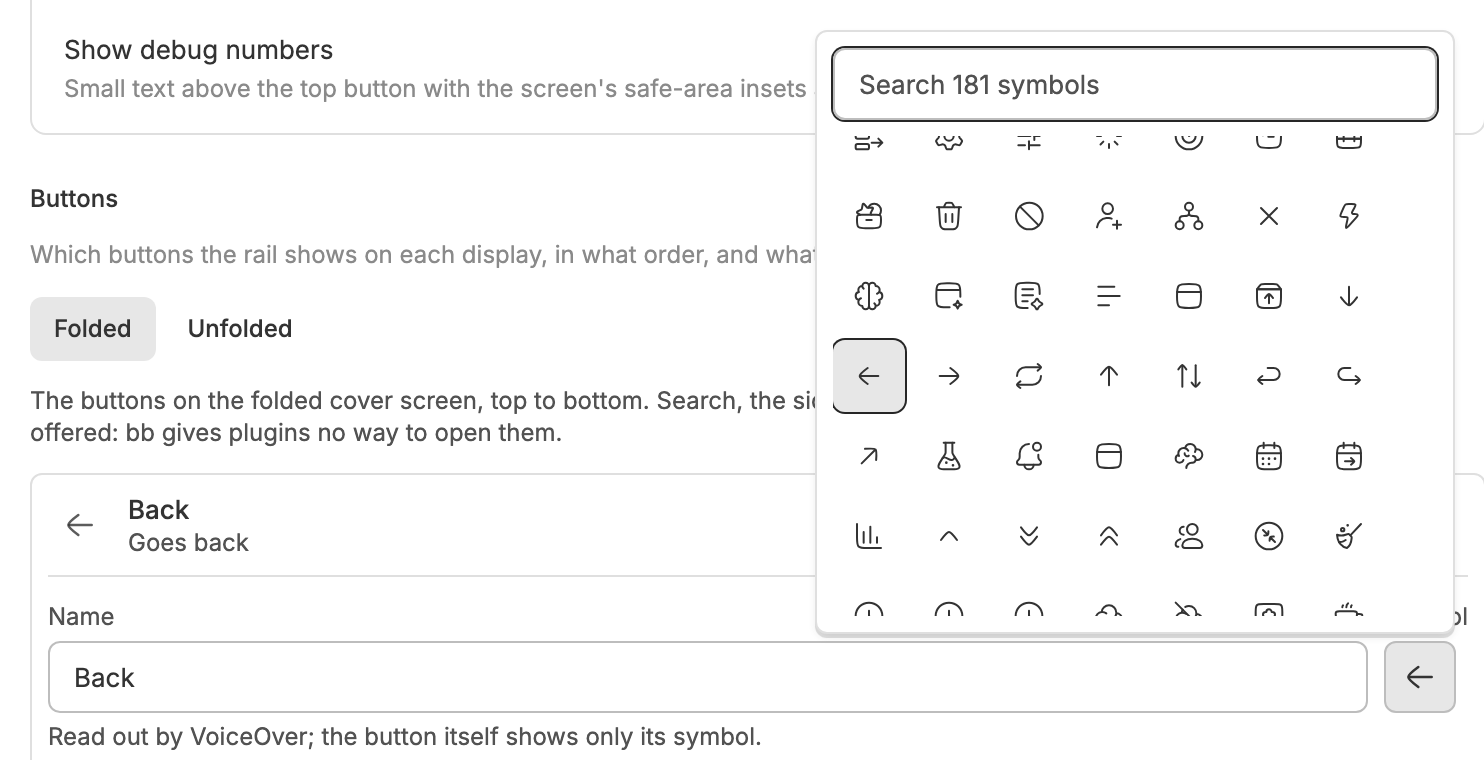 Show debug numbers
Small text above the top button with the screen's safe-area insets
Search 181 symbols
Buttons
Which buttons the rail shows on each display, in what order, and what
Folded
Unfolded
The buttons on the folded cover screen, top to bottom. Search, the
offered: bb gives plugins no way to open them.
Back
Goes back
Name
Back
Read out by VoiceOver; the button itself shows only its symbol.